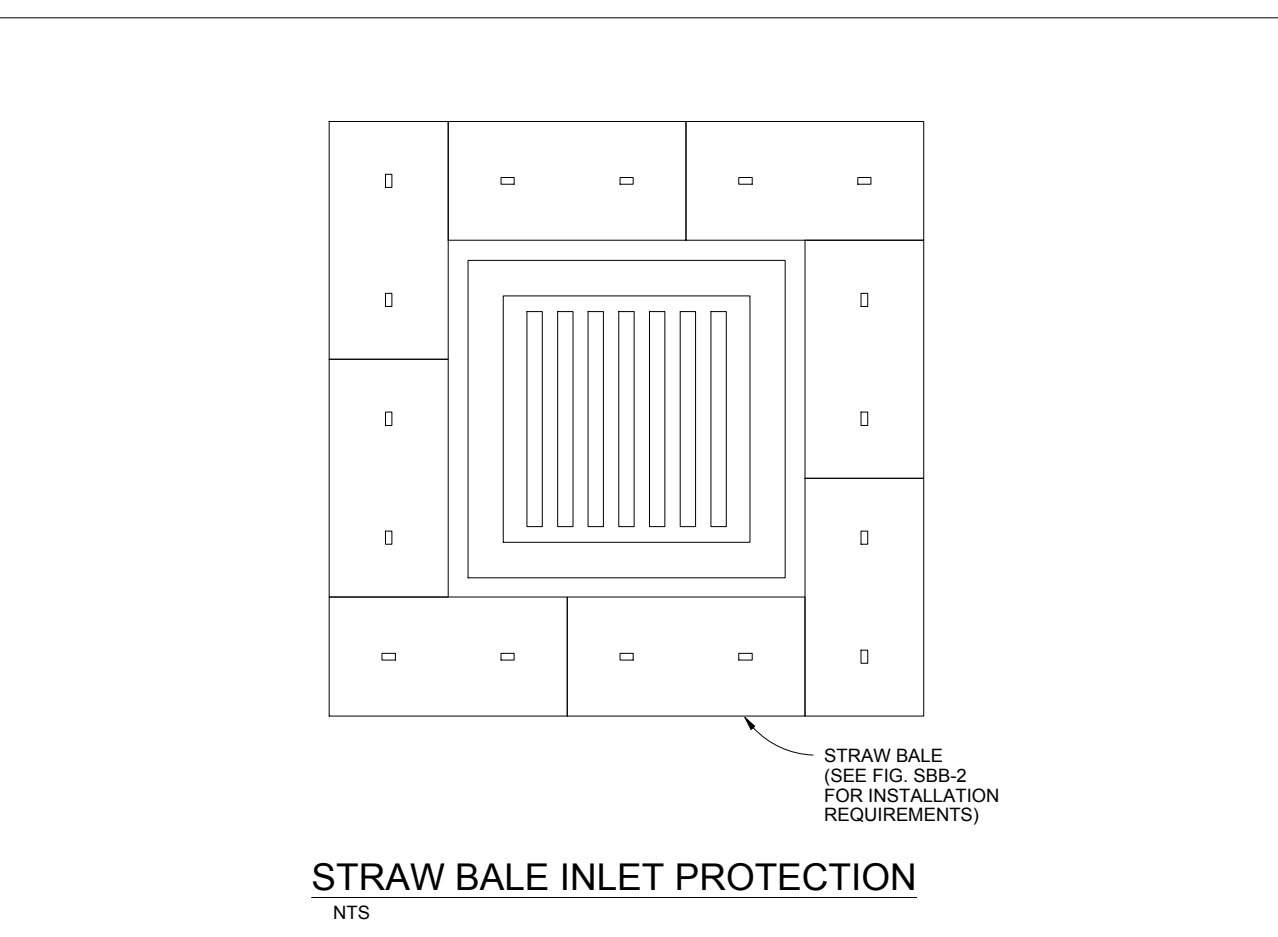 STRAW BALE
(SEE FIG. SBB-2
FOR INSTALLATION
REQUIREMENTS)
STRAW BALE INLET PROTECTION
NTS